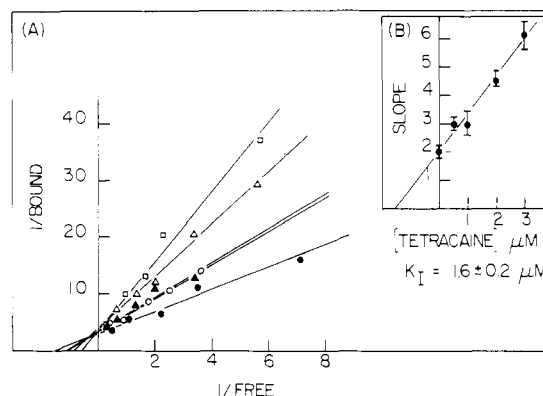 (A)
40
30
20
10
1/BOUND
2
4
6
8
1/FREE
(B)
6
5
4
3
2
1
SLOPE
1
2
3
[TETRACAINE] μM
K_I = 1.6 ± 0.2 μM